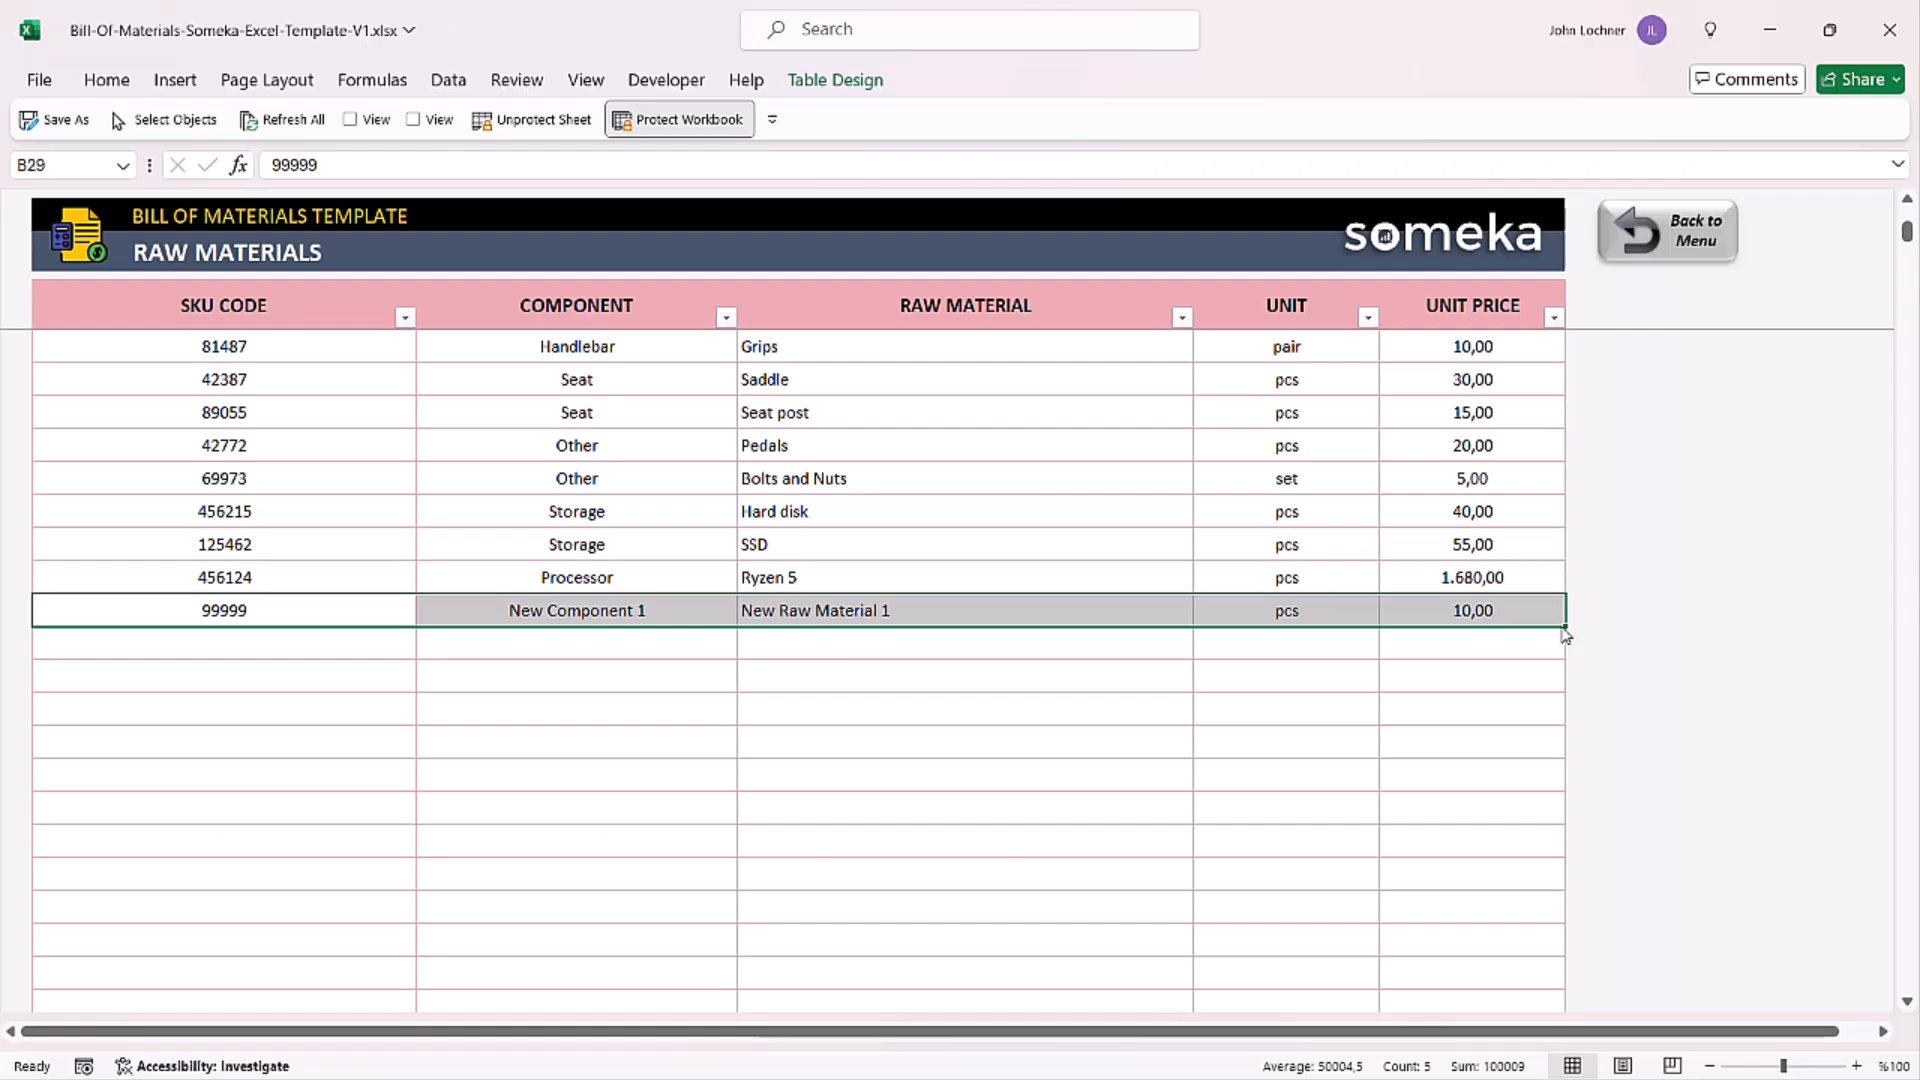 Bill-Of-Materials-Someka-Excel-Template-V1.xlsx
Search
John Lochner JL
File Home Insert Page Layout Formulas Data Review View Developer Help Table Design Comments Share
Save As Select Objects Refresh All View View Unprotect Sheet Protect Workbook
B29 fx 99999
BILL OF MATERIALS TEMPLATE
RAW MATERIALS
someka
Back to
Menu
SKU CODE COMPONENT RAW MATERIAL UNIT UNIT PRICE
81487 Handlebar Grips pair 10,00
42387 Seat Saddle pcs 30,00
89055 Seat Seat post pcs 15,00
42772 Other Pedals pcs 20,00
69973 Other Bolts and Nuts set 5,00
456215 Storage Hard disk pcs 40,00
125462 Storage SSD pcs 55,00
456124 Processor Ryzen 5 pcs 1.680,00
99999 New Component 1 New Raw Material 1 pcs 10,00
Ready Accessibility: Investigate Average: 50004,5 Count: 5 Sum: 100009 %100